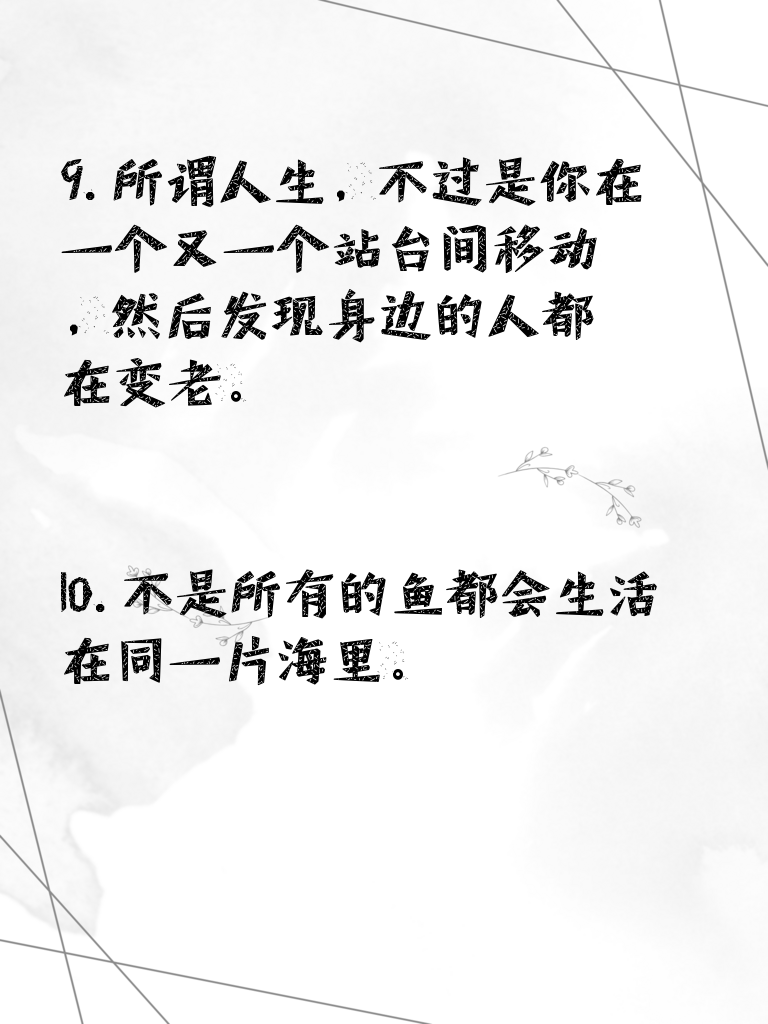 9.所谓人生，不过是你在
一个又一个站台间移动
，然后发现身边的人都
在变老。
10.不是所有的鱼都会生活
在同一片海里。